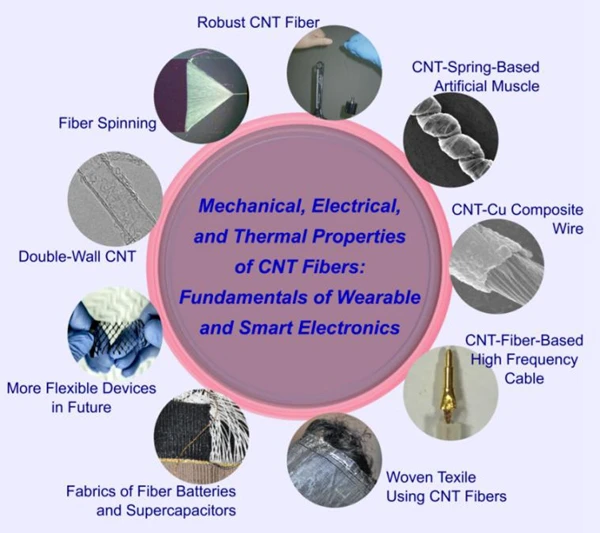 Robust CNT Fiber
CNT-Spring-Based
Artificial Muscle
Fiber Spinning
CNT-Cu Composite
Wire
Mechanical, Electrical,
and Thermal Properties
of CNT Fibers:
Fundamentals of Wearable
and Smart Electronics
Double-Wall CNT
CNT-Fiber-Based
High Frequency
Cable
More Flexible Devices
in Future
Woven Texile
Using CNT Fibers
Fabrics of Fiber Batteries
and Supercapacitors